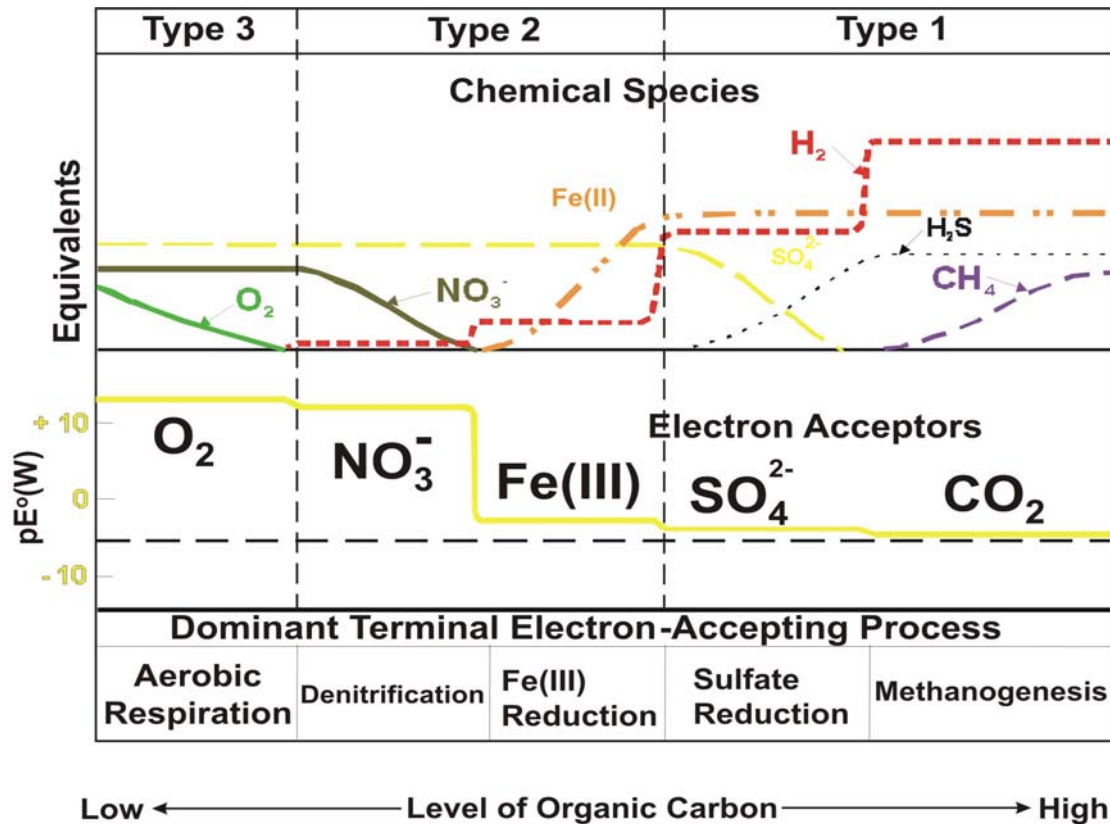 Type 3 Type 2 Type 1
Chemical Species
Equivalents
H₂
Fe(II)
H₂S
SO₄²⁻
CH₄
NO₃⁻
O₂
Electron Acceptors
pEº(W)
+ 10
0
- 10
O₂
NO₃⁻
Fe(III)
SO₄²⁻
CO₂
Dominant Terminal Electron-Accepting Process
Aerobic
Respiration
Denitrification
Fe(III)
Reduction
Sulfate
Reduction
Methanogenesis
Low Level of Organic Carbon High